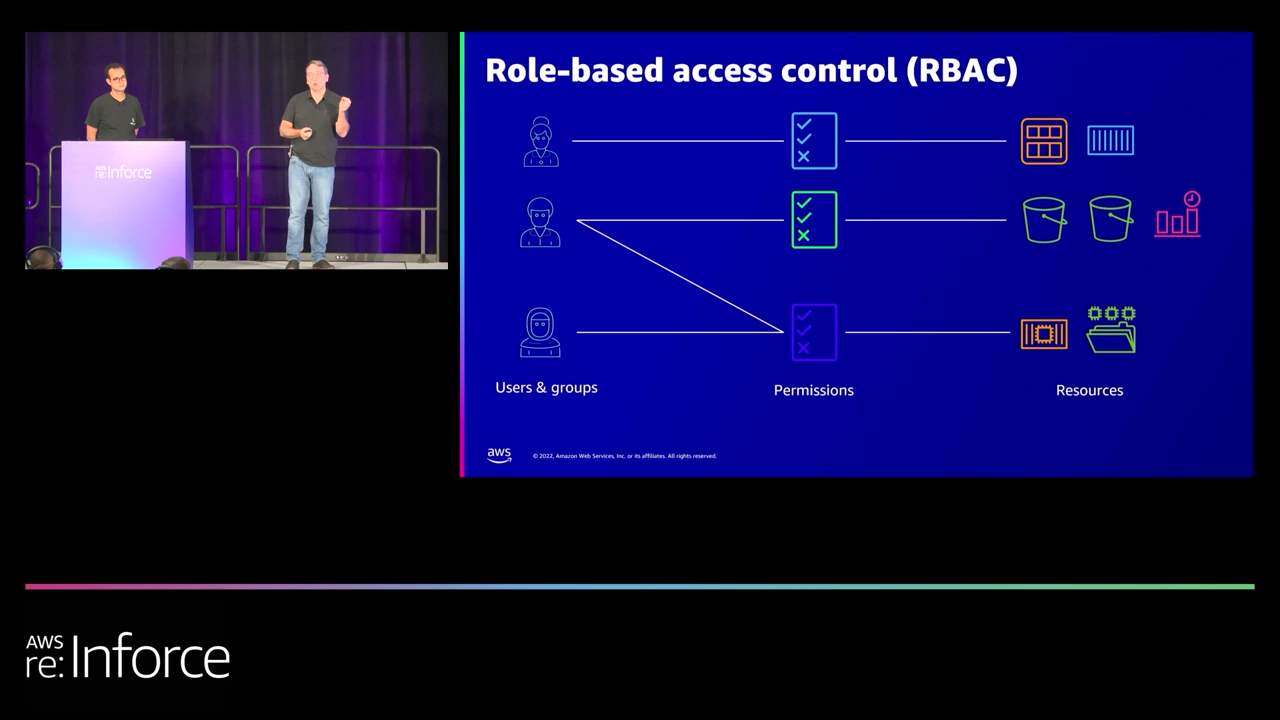 Role-based access control (RBAC)
Users & groups
Permissions
Resources
aws
© 2022, Amazon Web Services, Inc. or its affiliates. All rights reserved.
AWS
re:Inforce
AWS
re:Inforce